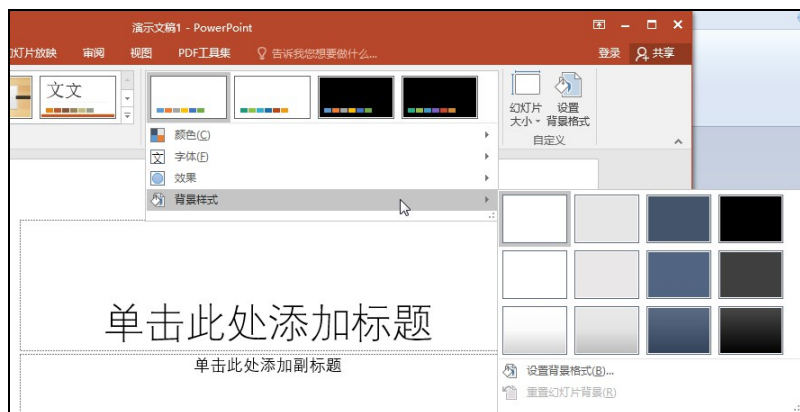 演示文稿1 - PowerPoint
幻灯片放映 审阅 视图 PDF工具集 告诉我您想要做什么... 登录 共享
文文
幻灯片大小 设置背景格式
自定义
颜色(C)
字体(F)
效果
背景样式
单击此处添加标题
单击此处添加副标题
设置背景格式(B)...
重置幻灯片背景(R)